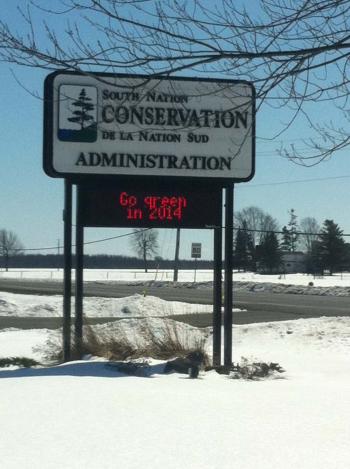 South Nation
CONSERVATION
DE LA NATION SUD
ADMINISTRATION
Go green
in 2014